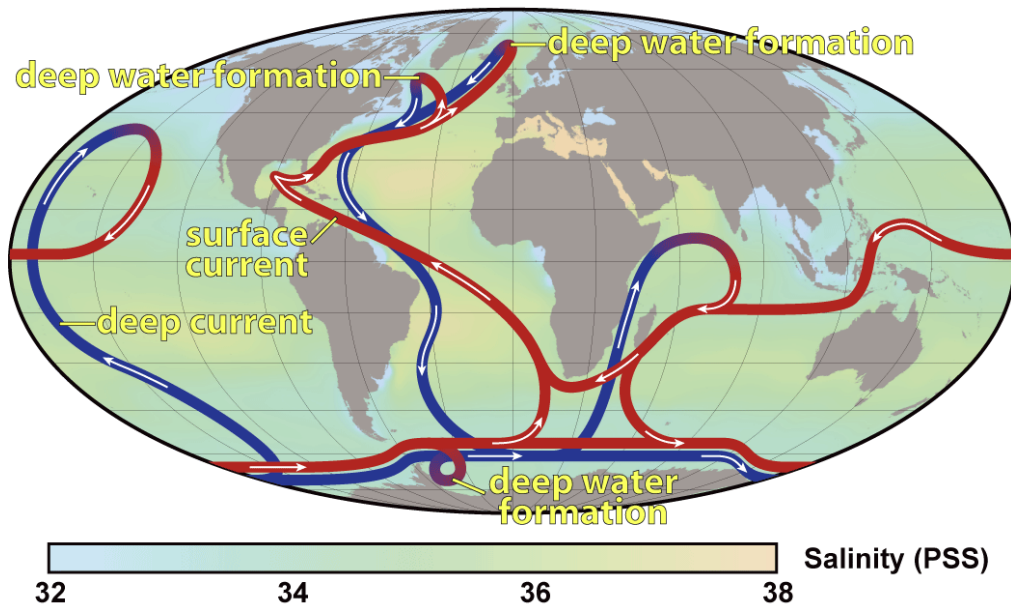 deep water formation
deep water formation
surface
current
deep current
deep water
formation
Salinity (PSS)
32
34
36
38